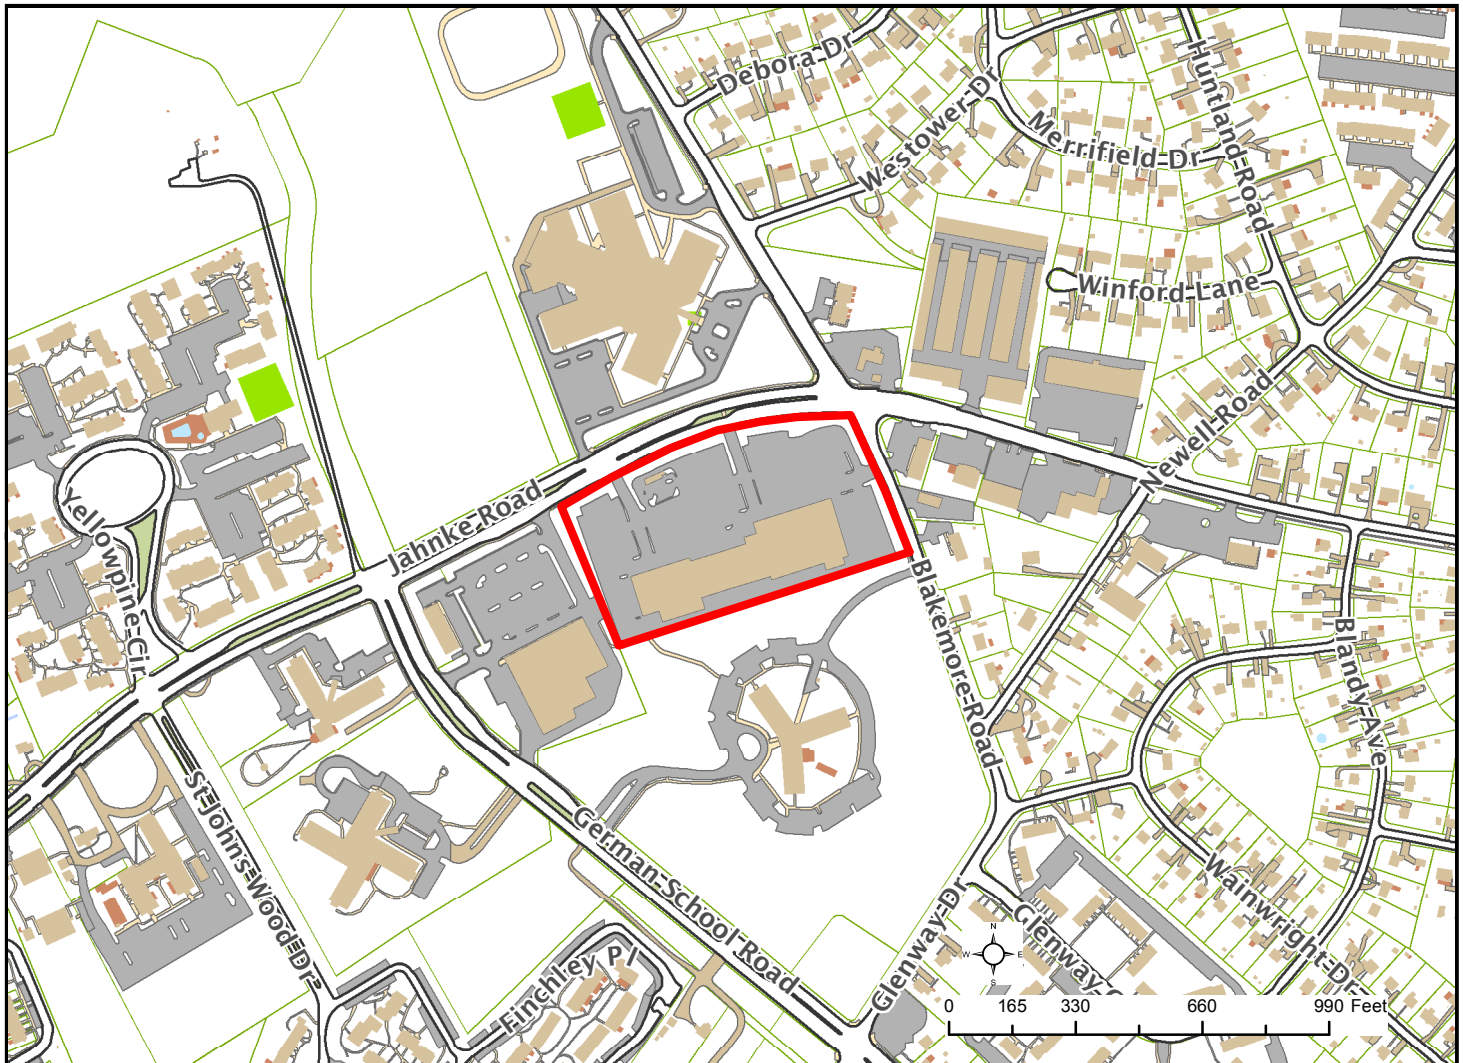 Debora Dr
Westower Dr
Merrifield Dr
Huntland Road
Winford Lane
Newell Road
Jahnke Road
Yellowpine Cir
Blakemore Road
Blandy Ave
St Johns Wood Dr
German School Road
Wainwright Dr
Glenway Dr
Glenway
Finchley Pl
N
W E
S
0 165 330 660 990 Feet